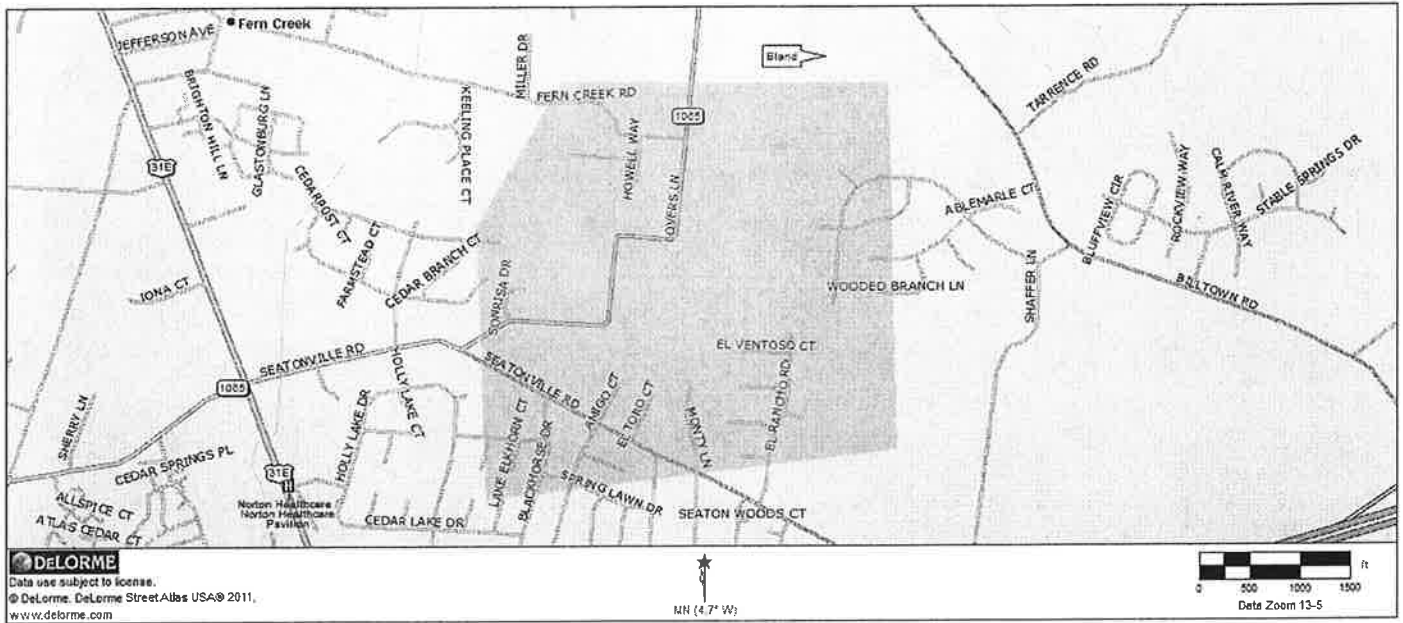 Fern Creek
JEFFERSON AVE
MILLER DR
Bland
BRIGHTON HILL LN
GLASTONBURG LN
KEELING PLACE CT
FERN CREEK RD
1065
TARRENCE RD
31E
HOWELL WAY
LOVERS LN
CEDARPOST CT
FARMSTEAD CT
CEDAR BRANCH CT
ABLEMARLE CT
BLUFFVIEW CIR
ROCKVIEW WAY
CALM RIVER WAY
STABLE SPRINGS DR
IONA CT
SONRISA DR
WOODED BRANCH LN
SHAFFER LN
BILLTOWN RD
SEATONVILLE RD
1065
HOLLY LAKE CT
SEATONVILLE RD
EL VENTOSO CT
SHERRY LN
HOLLY LAKE DR
LAKE ELKHORN CT
BLACKHORSE DR
AMIGO CT
EL TORO CT
MONTY LN
EL RANCHO RD
CEDAR SPRINGS PL
31E
H
Norton Healthcare
Norton Healthcare
Pavilion
ALLSPICE CT
ATLAS CEDAR CT
CEDAR LAKE DR
SPRING LAWN DR
SEATON WOODS CT
DELORME
Data use subject to license.
© DeLorme. DeLorme Street Atlas USA® 2011.
www.delorme.com
MN (4.7° W)
ft
0 500 1000 1500
Data Zoom 13-5